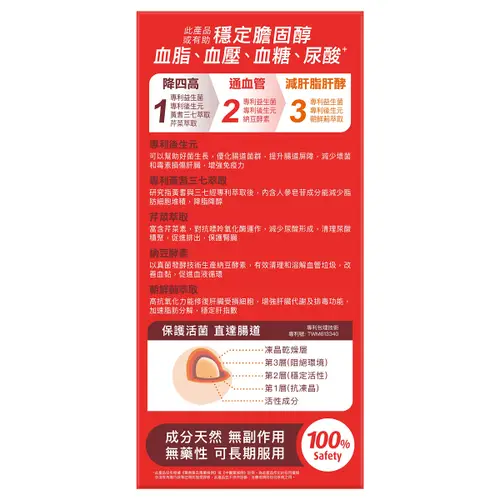 此產品
或有助
穩定膽固醇
血脂、血壓、血糖、尿酸⁺
降四高
1
專利益生菌
專利後生元
黃耆三七萃取
芹菜萃取
通血管
2
專利益生菌
專利後生元
納豆酵素
減肝脂肝酵
3
專利益生菌
專利後生元
朝鮮薊萃取
專利後生元
可以幫助好菌生長，優化腸道菌群，提升腸道屏障，減少壞菌
和毒素損傷肝臟，增強免疫力
專利黃耆三七萃取
研究指黃耆與三七經專利萃取後，內含人參皂苷成分能減少脂
肪細胞堆積，降脂降醇
芹菜萃取
富含芹菜素，對抗嘌呤氧化酶運作，減少尿酸形成，清理尿酸
積聚，促進排出，保護腎臟
納豆酵素
以真菌發酵技術生產納豆酵素，有效清理和溶解血管垃圾，改
善血黏，促進血液循環
朝鮮薊萃取
高抗氧化力能修復肝臟受損細胞，增強肝臟代謝及排毒功能，
加速脂肪分解、穩定肝指數
保護活菌 直達腸道
專利包埋技術
專利號: TWM613340
凍晶乾燥層
第3層(阻絕環境)
第2層(穩定活性)
第1層(抗凍晶)
活性成分
成分天然 無副作用
無藥性 可長期服用
100%
Safety